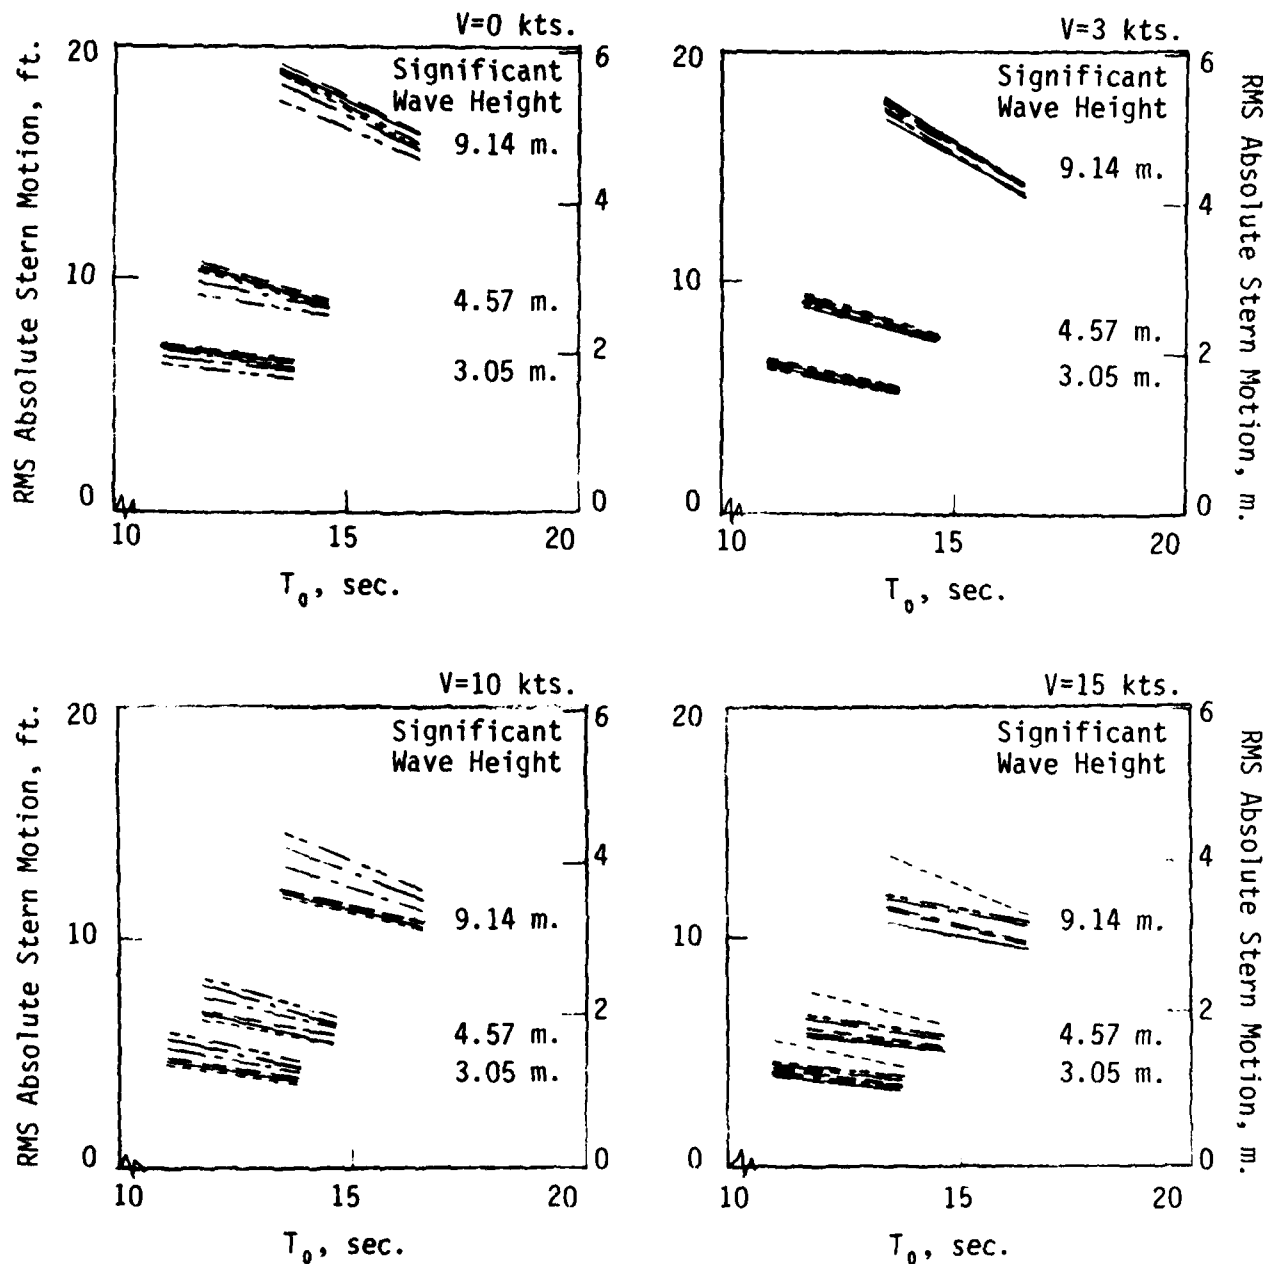 V=0 kts.
RMS Absolute Stern Motion, ft.
20
10
0
Significant
Wave Height
9.14 m.
4.57 m.
3.05 m.
6
4
2
0
10
15
20
T₀, sec.
V=3 kts.
20
10
0
Significant
Wave Height
9.14 m.
4.57 m.
3.05 m.
6
4
2
0
RMS Absolute Stern Motion, m.
10
15
20
T₀, sec.
V=10 kts.
RMS Absolute Stern Motion, ft.
20
10
0
Significant
Wave Height
9.14 m.
4.57 m.
3.05 m.
6
4
2
0
10
15
20
T₀, sec.
V=15 kts.
20
10
0
Significant
Wave Height
9.14 m.
4.57 m.
3.05 m.
6
4
2
0
RMS Absolute Stern Motion, m.
10
15
20
T₀, sec.